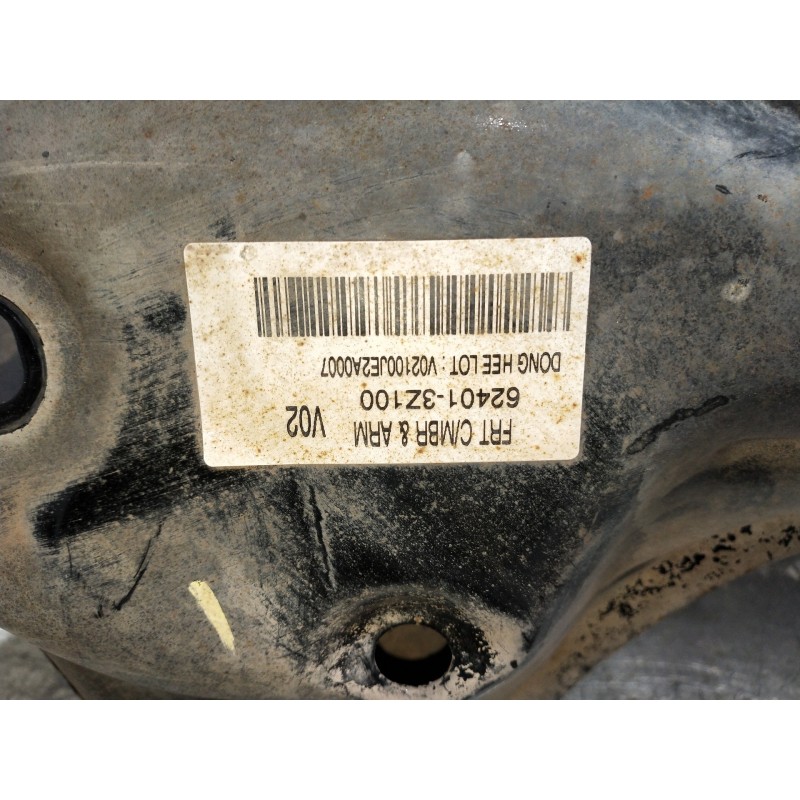 FRT C/MBR & ARM V02
62401-3Z100
DONG HEE LOT : V02100JE2A0007